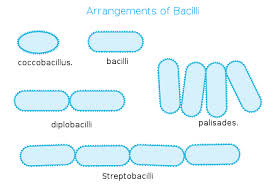 Arrangements of Bacilli
coccobacillus.
bacilli
diplobacilli
palisades.
Streptobacilli